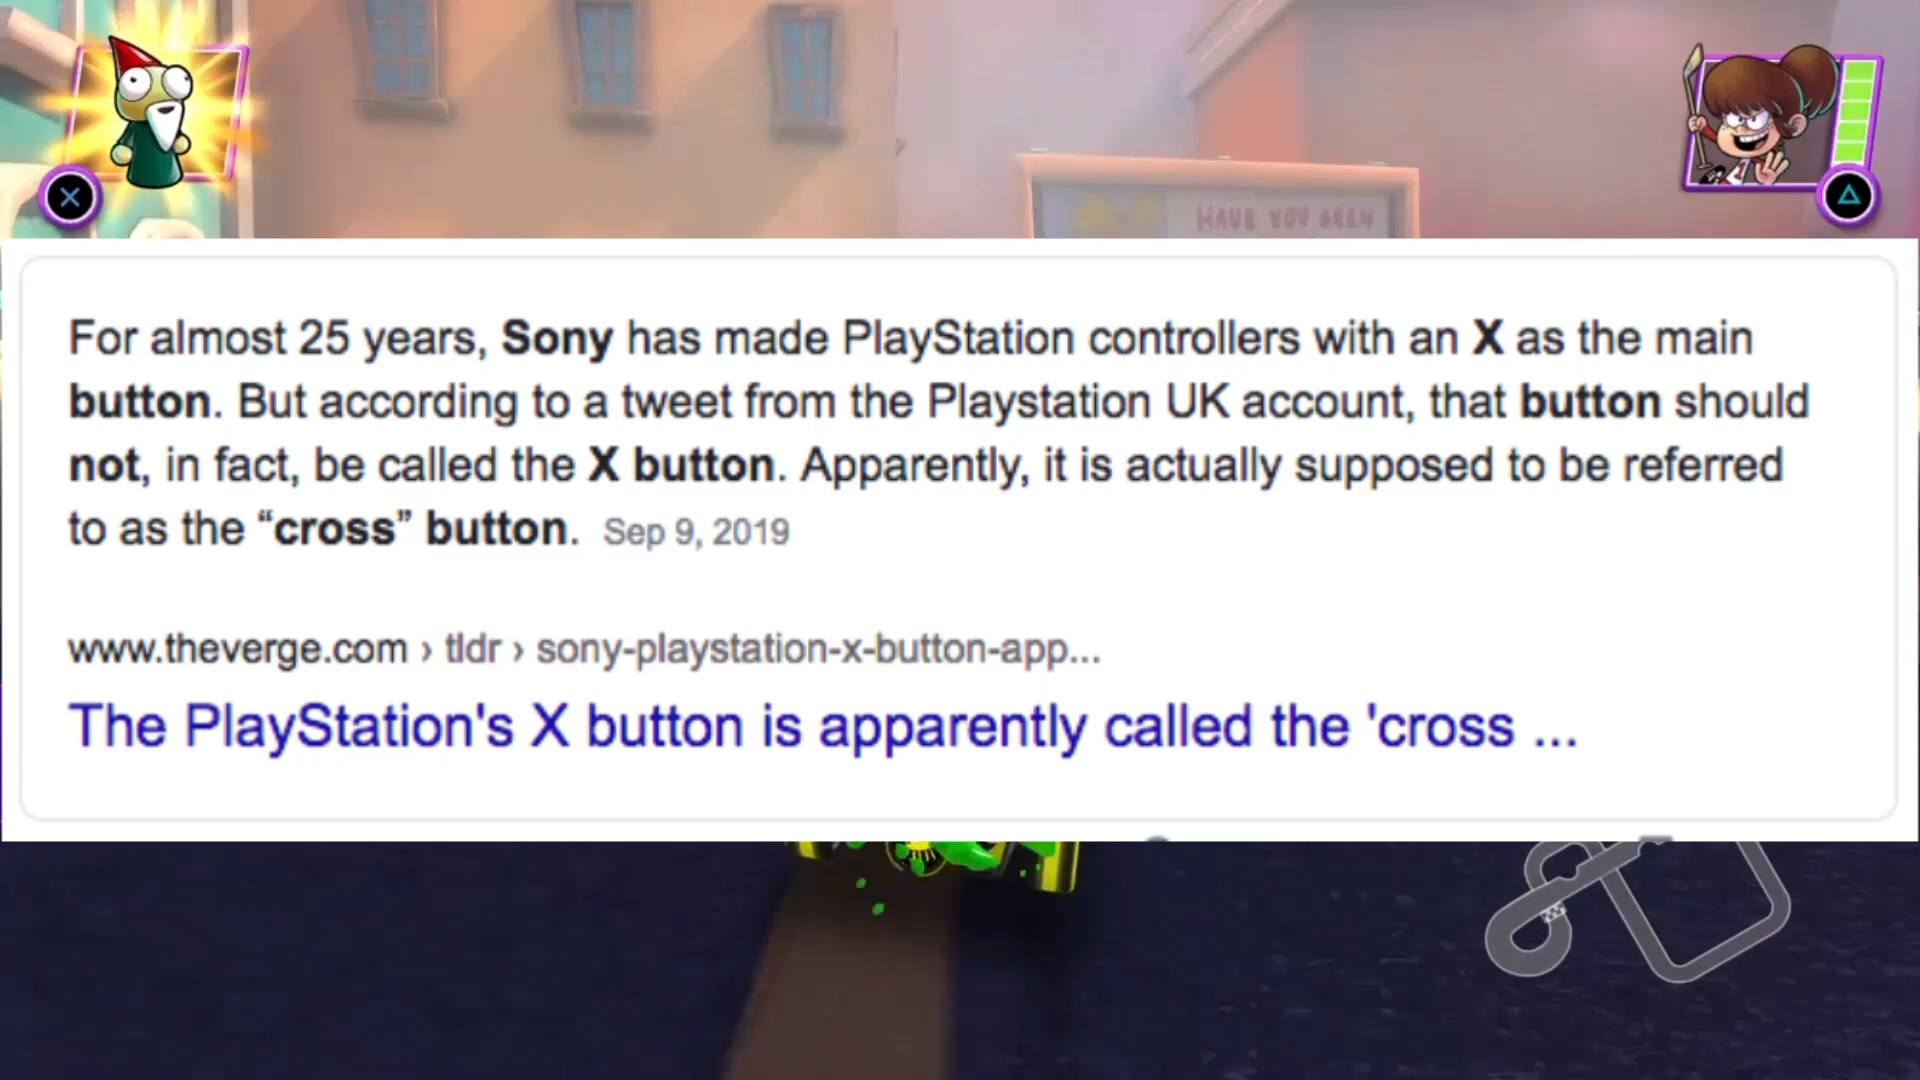 HAVE YOU SEEN
For almost 25 years, Sony has made PlayStation controllers with an X as the main
button. But according to a tweet from the Playstation UK account, that button should
not, in fact, be called the X button. Apparently, it is actually supposed to be referred
to as the “cross” button. Sep 9, 2019
www.theverge.com › tldr › sony-playstation-x-button-app...
The PlayStation's X button is apparently called the 'cross ...